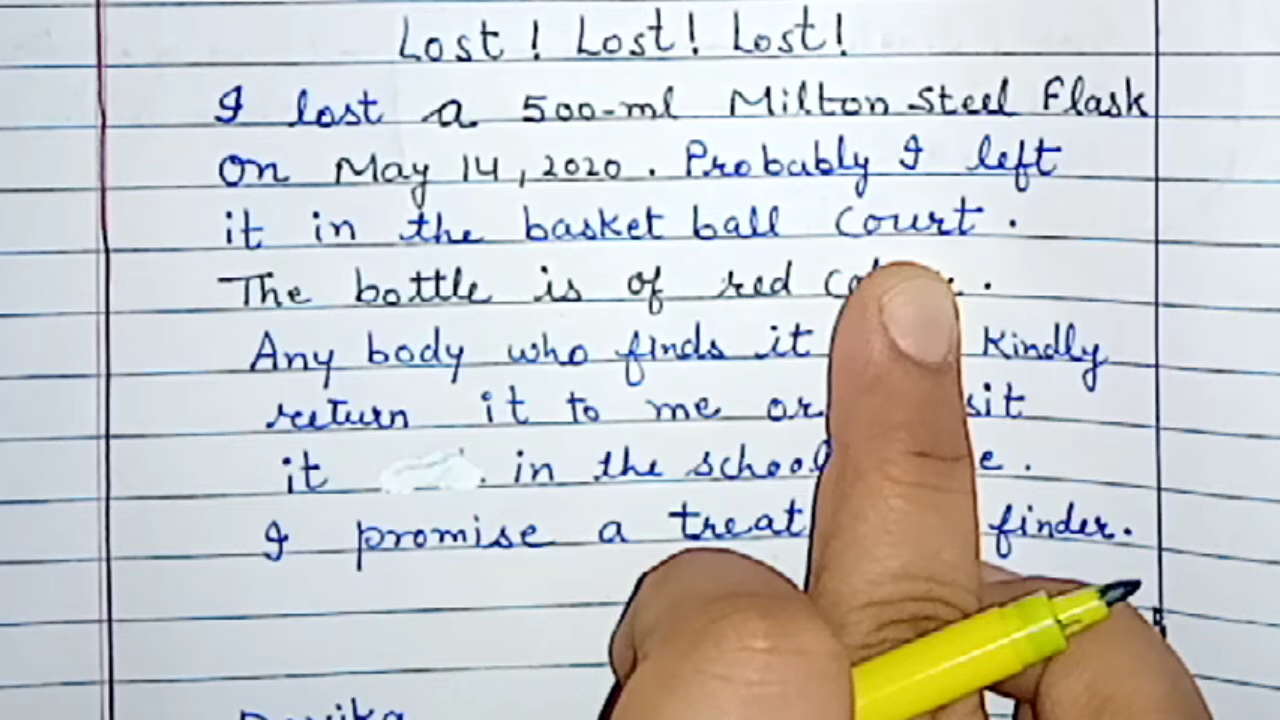 Lost! Lost! Lost!
I lost a 500-ml Milton Steel Flask
on May 14, 2020. Probably I left
it in the basket ball court.
The bottle is of red
Any body who finds it Kindly
return it to me or
it in the school
I promise a treat finder.